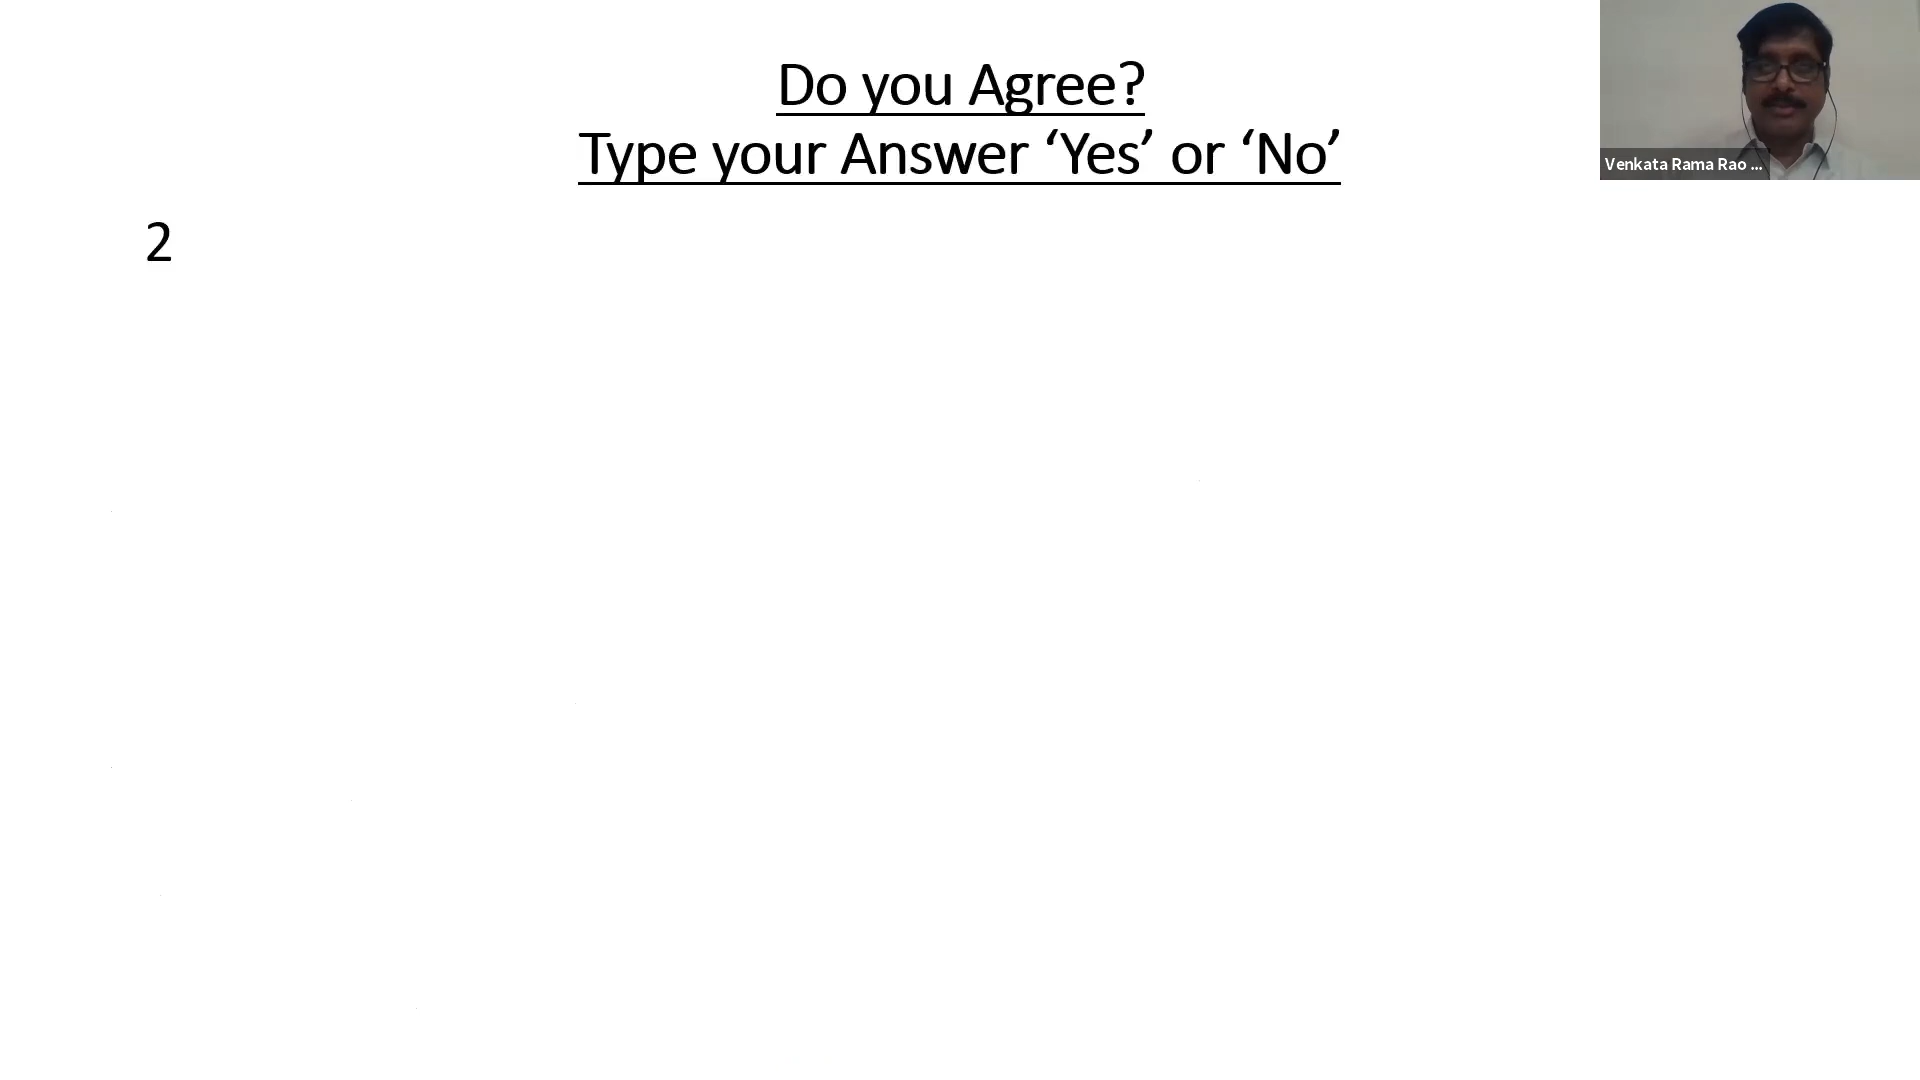 Do you Agree?
Type your Answer ‘Yes’ or ‘No’
2
Venkata Rama Rao ...